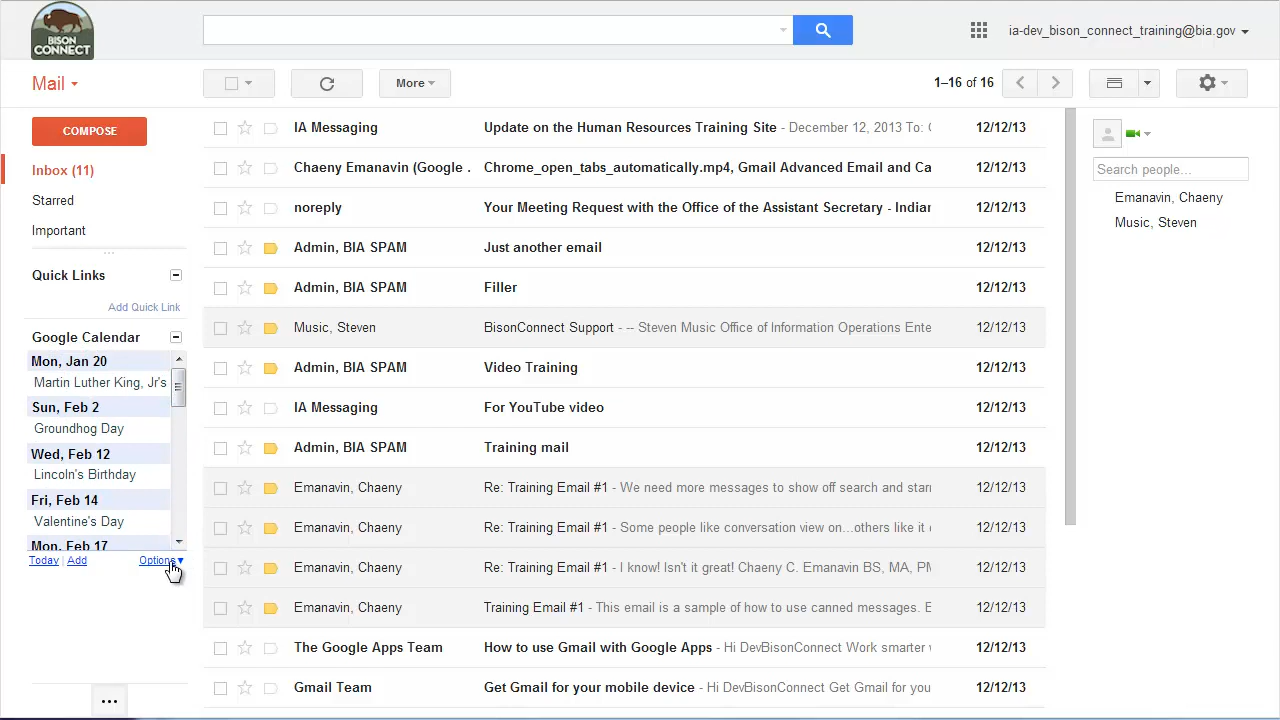 BISON
CONNECT
ia-dev_bison_connect_training@bia.gov
Mail
More
1–16 of 16
COMPOSE
Inbox (11)
Starred
Important
Quick Links
Add Quick Link
Google Calendar
Mon, Jan 20
Martin Luther King, Jr's
Sun, Feb 2
Groundhog Day
Wed, Feb 12
Lincoln's Birthday
Fri, Feb 14
Valentine's Day
Mon, Feb 17
Today | Add Options
IA Messaging Update on the Human Resources Training Site - December 12, 2013 To: 12/12/13
Chaeny Emanavin (Google . Chrome_open_tabs_automatically.mp4, Gmail Advanced Email and Ca 12/12/13
noreply Your Meeting Request with the Office of the Assistant Secretary - Indian 12/12/13
Admin, BIA SPAM Just another email 12/12/13
Admin, BIA SPAM Filler 12/12/13
Music, Steven BisonConnect Support - -- Steven Music Office of Information Operations Ente 12/12/13
Admin, BIA SPAM Video Training 12/12/13
IA Messaging For YouTube video 12/12/13
Admin, BIA SPAM Training mail 12/12/13
Emanavin, Chaeny Re: Training Email #1 - We need more messages to show off search and star 12/12/13
Emanavin, Chaeny Re: Training Email #1 - Some people like conversation view on...others like it 12/12/13
Emanavin, Chaeny Re: Training Email #1 - I know! Isn't it great! Chaeny C. Emanavin BS, MA, PM 12/12/13
Emanavin, Chaeny Training Email #1 - This email is a sample of how to use canned messages. E 12/12/13
The Google Apps Team How to use Gmail with Google Apps - Hi DevBisonConnect Work smarter 12/12/13
Gmail Team Get Gmail for your mobile device - Hi DevBisonConnect Get Gmail for you 12/12/13
Search people...
Emanavin, Chaeny
Music, Steven